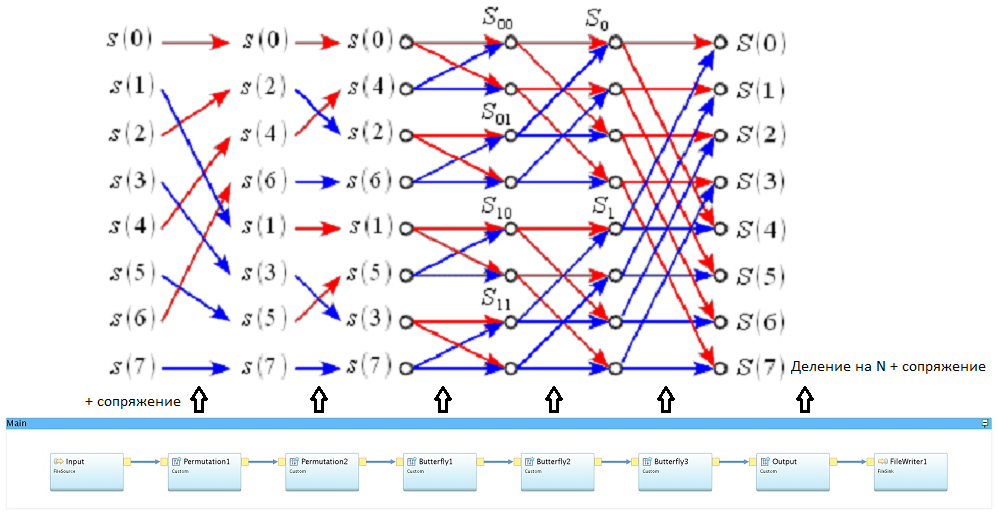 S00 S0
s(0) s(0) s(0) S(0)
s(1) s(2) s(4) S(1)
S01
s(2) s(4) s(2) S(2)
s(3) s(6) s(6) S(3)
S10 S1
s(4) s(1) s(1) S(4)
s(5) s(3) s(5) S(5)
S11
s(6) s(5) s(3) S(6)
s(7) s(7) s(7) S(7) Деление на N + сопряжение
+ сопряжение
Main
Input Permutation1 Permutation2 Butterfly1 Butterfly2 Butterfly3 Output FileWriter1
FileSource Custom Custom Custom Custom Custom Custom FileSink